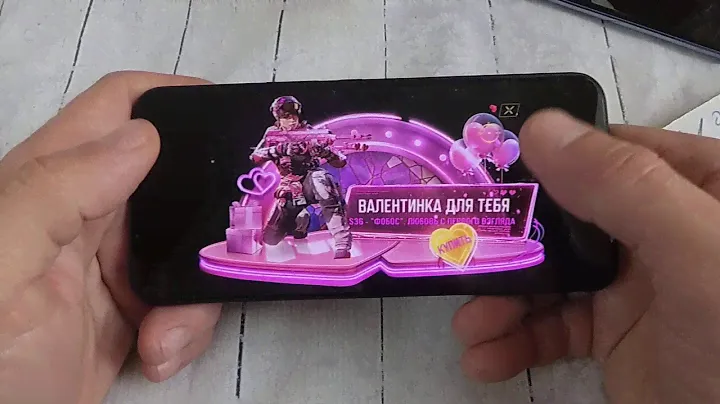 ВАЛЕНТИНКА ДЛЯ ТЕБЯ
S36 - "ФОБОС". ЛЮБОВЬ С ПЕРВОГО ВЗГЛЯДА
КУПИТЬ